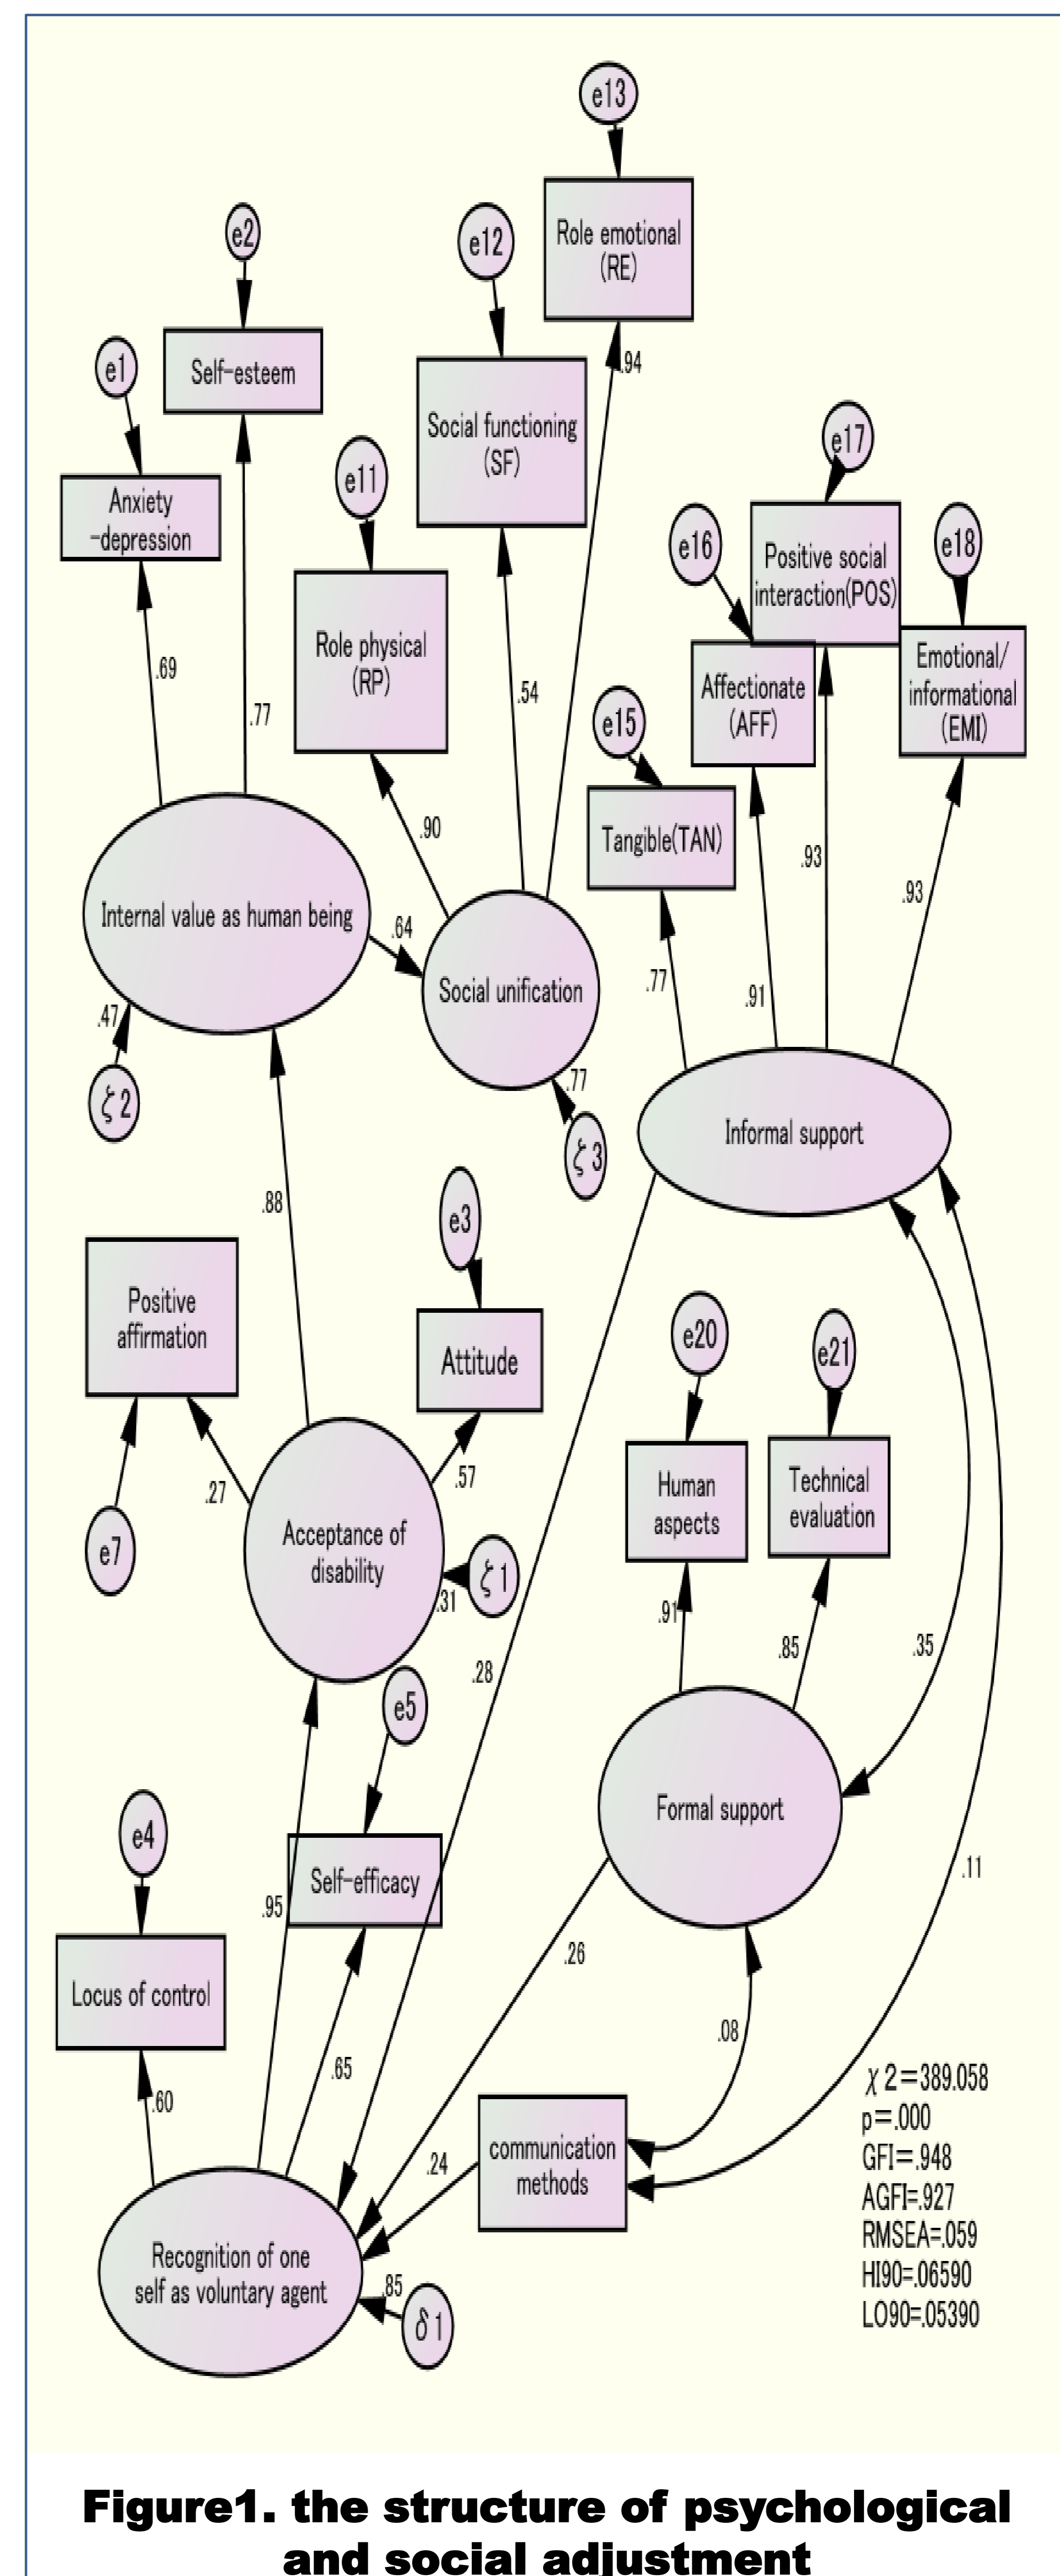 e13
Role emotional
(RE)
e2
e12
Self-esteem
e1
.94
Social functioning
(SF)
e17
e11
Anxiety
-depression
e16
e18
Positive social
interaction(POS)
Role physical
(RP)
Emotional/
informational
(EMI)
Affectionate
(AFF)
.69
.54
.77
e15
Tangible(TAN)
.90
.93
.93
Internal value as human being
.64
.77
.91
Social unification
.47
ζ2
.77
ζ3
Informal support
.88
e3
Positive
affirmation
Attitude
e20
e21
.57
.27
Human
aspects
Technical
evaluation
e7
Acceptance of
disability
ζ1
.31
.91
.85
.35
.28
e5
Formal support
e4
.11
Self-efficacy
.95
.26
Locus of control
.08
.65
.60
χ2=389.058
p=.000
GFI=.948
AGFI=.927
RMSEA=.059
HI90=.06590
LO90=.05390
communication
methods
.24
Recognition of one
self as voluntary agent
.85
δ1
Figure1. the structure of psychological
and social adjustment